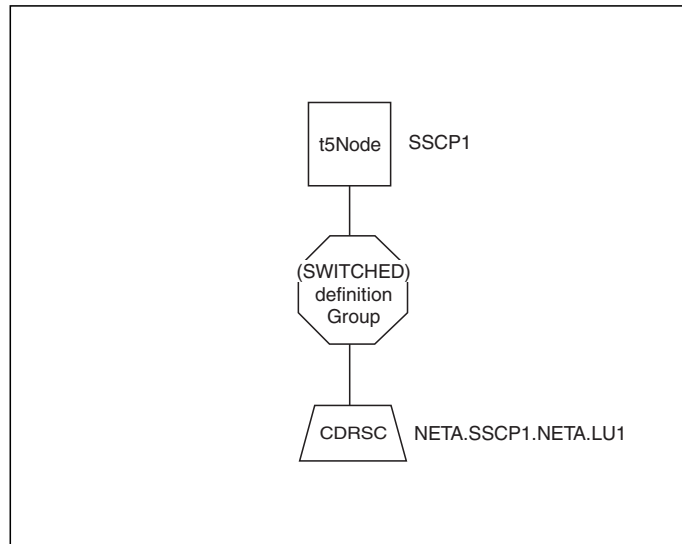 t5Node SSCP1
(SWITCHED)
definition
Group
CDRSC NETA.SSCP1.NETA.LU1